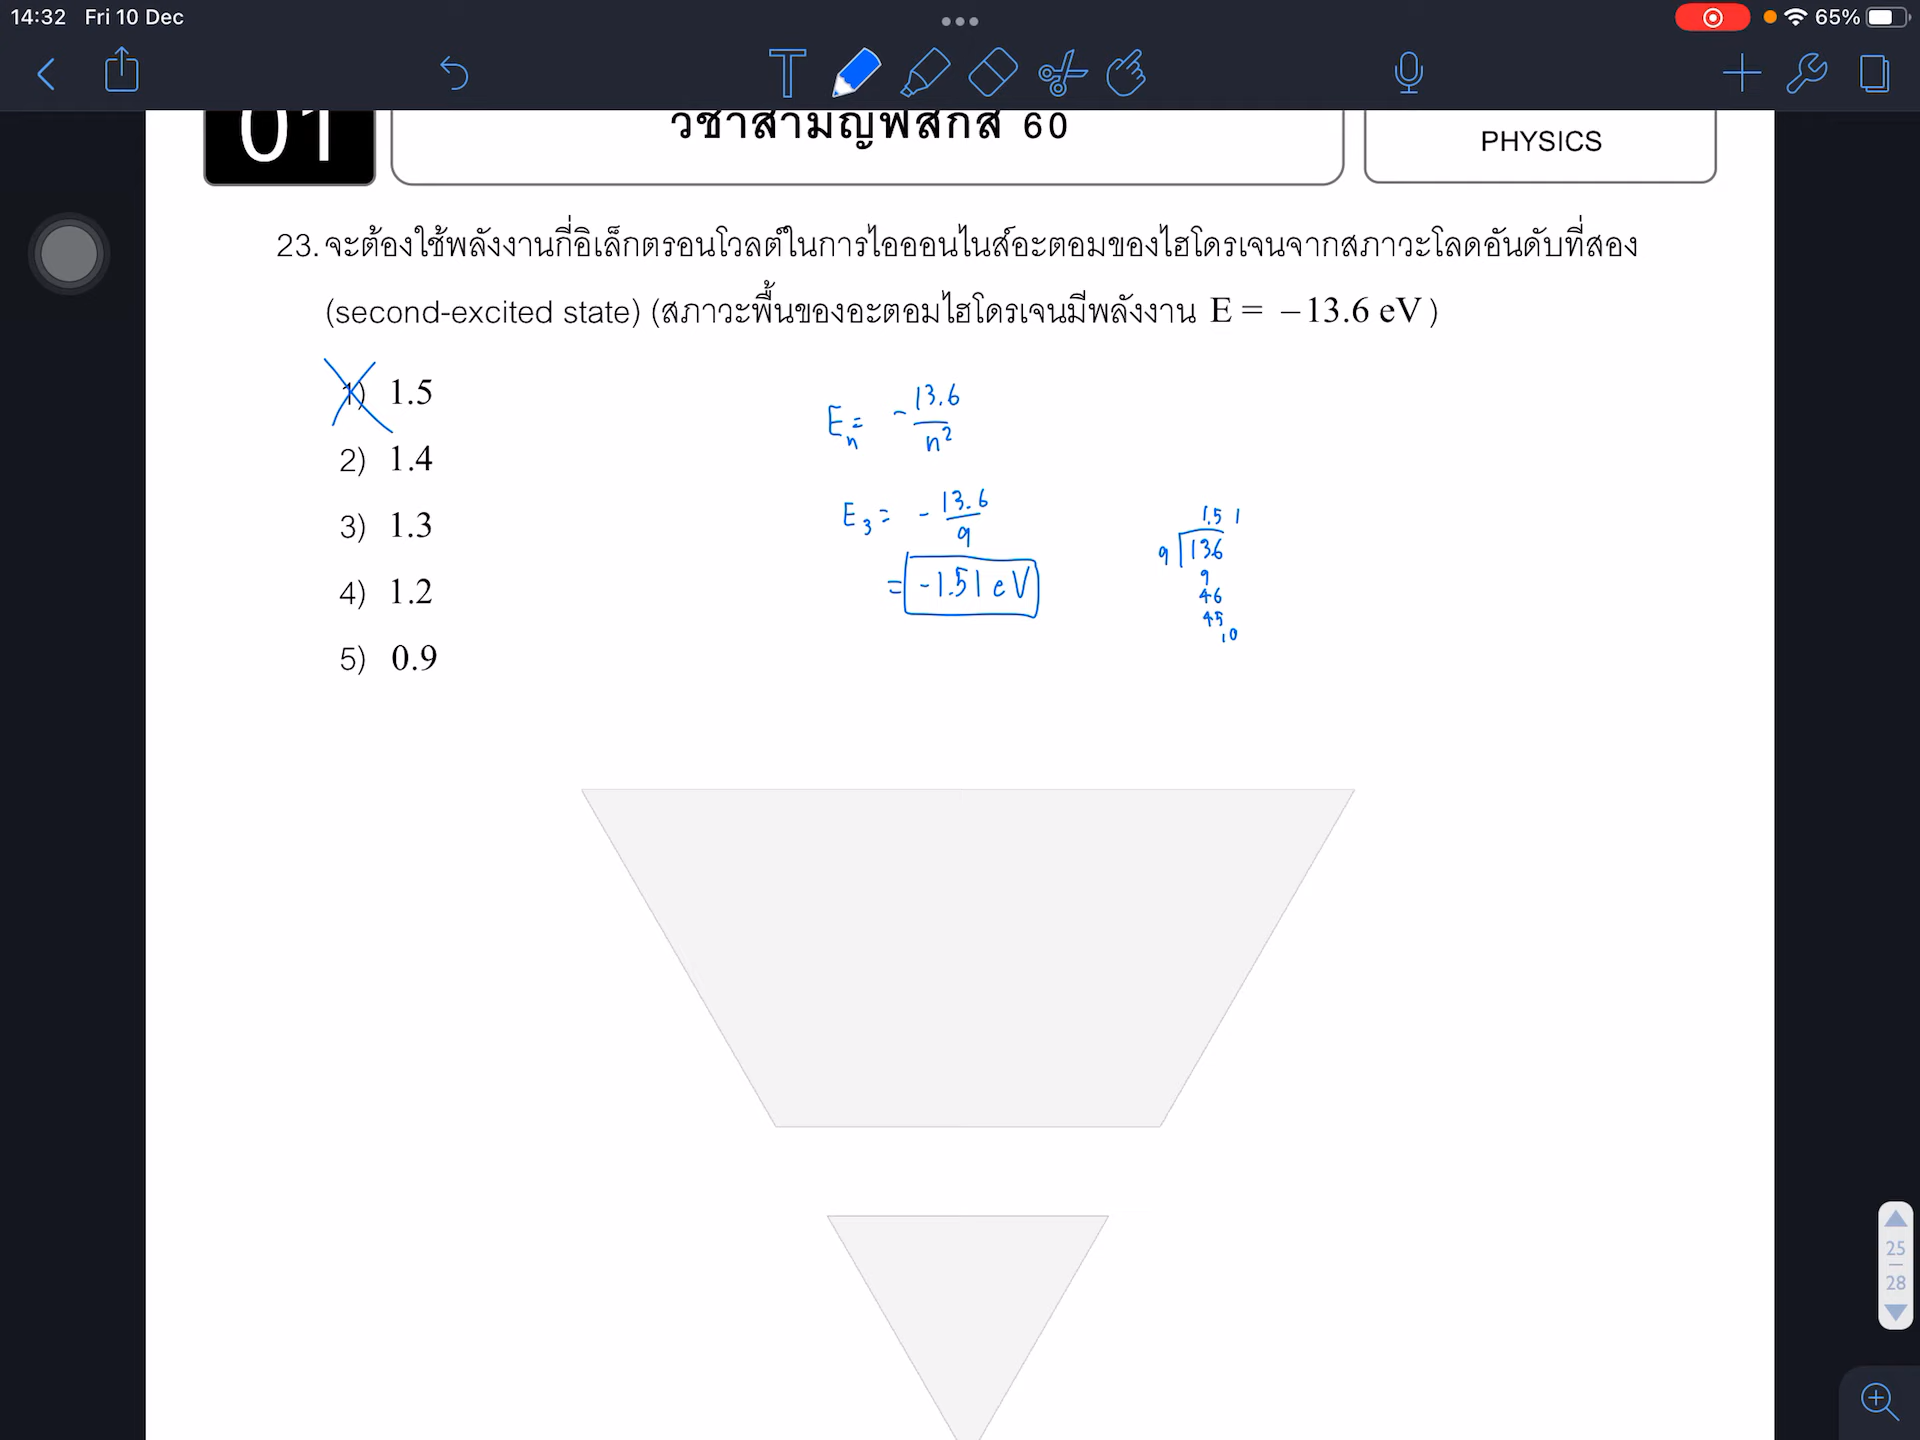 14:32 Fri 10 Dec
65%
01
วิชาสามัญฟิสิกส์ 60
PHYSICS
23. จะต้องใช้พลังงานกี่อิเล็กตรอนโวลต์ในการไอออนไนส์อะตอมของไฮโดรเจนจากสภาวะโลดอันดับที่สอง
(second-excited state) (สภาวะพื้นของอะตอมไฮโดรเจนมีพลังงาน E = –13.6 eV)
1) 1.5
2) 1.4
3) 1.3
4) 1.2
5) 0.9
En = - 13.6 / n²
E3 = - 13.6 / 9
= -1.51 eV
1.51
9 136
9
46
45
10
25
28